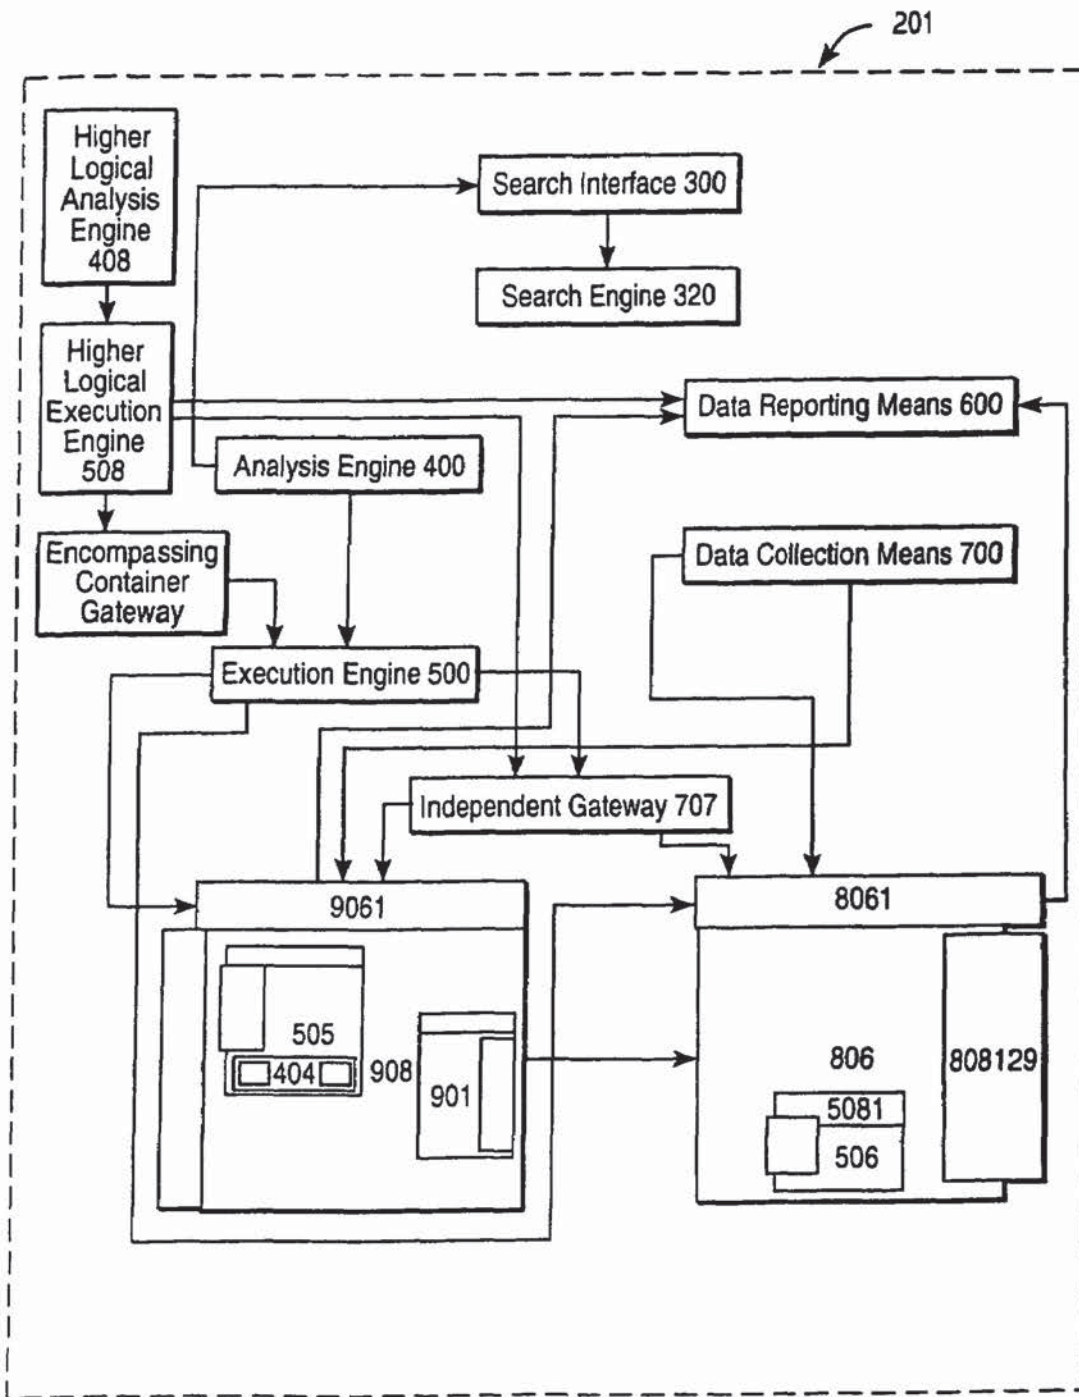 201
Higher
Logical
Analysis
Engine
408
Search Interface 300
Search Engine 320
Higher
Logical
Execution
Engine
508
Data Reporting Means 600
Analysis Engine 400
Encompassing
Container
Gateway
Data Collection Means 700
Execution Engine 500
Independent Gateway 707
9061
8061
505
404
908
901
806
808129
5081
506